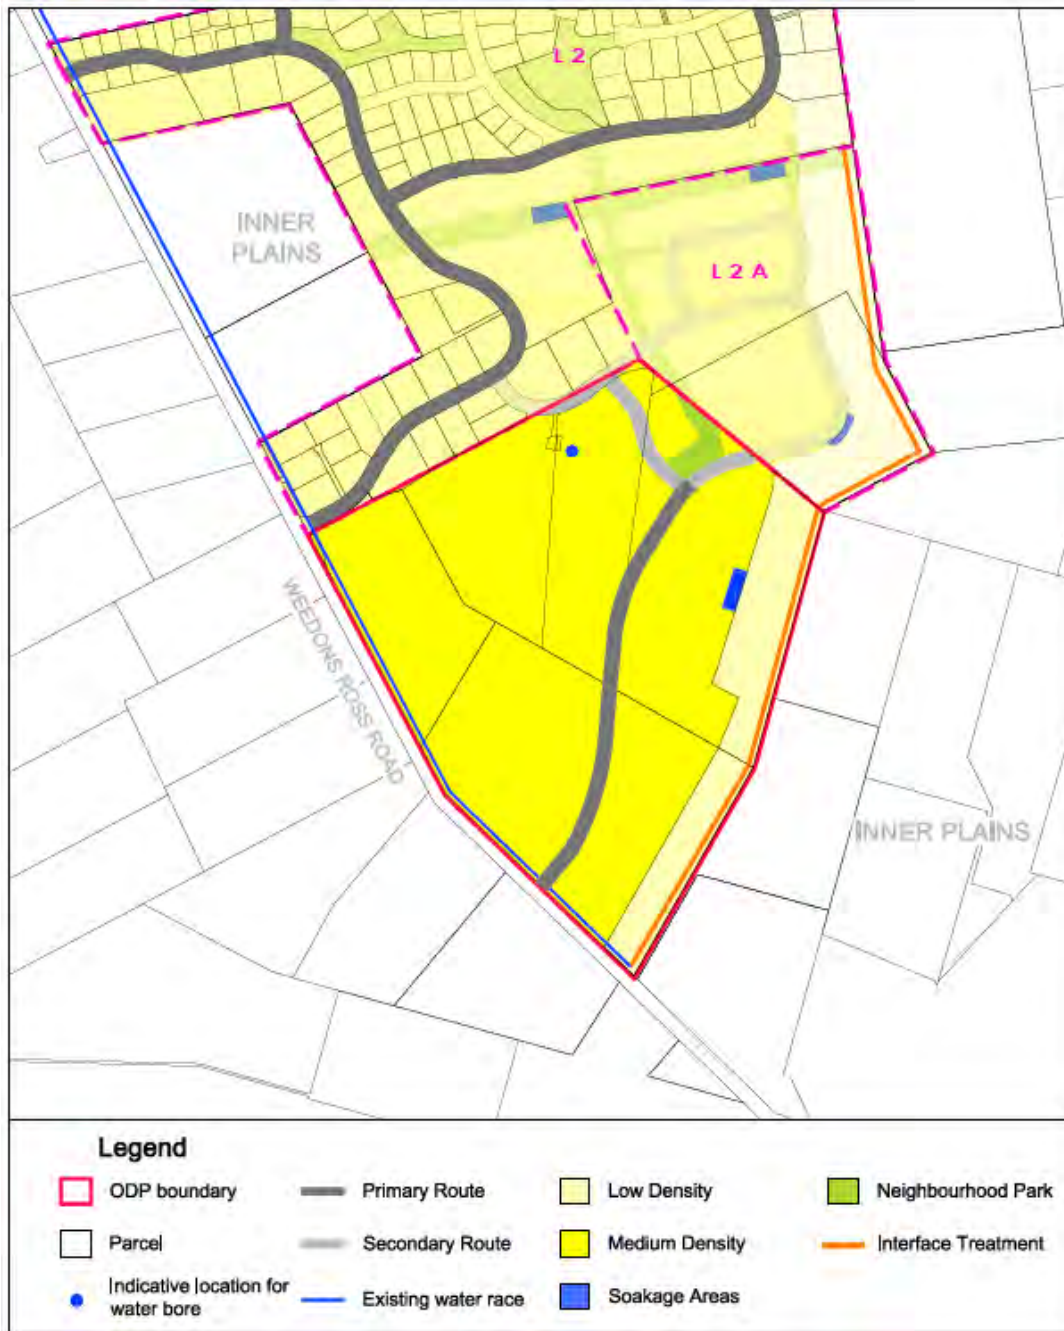 L 2
INNER
PLAINS
L 2 A
WEEDONS ROSS ROAD
INNER PLAINS
Legend
ODP boundary
Primary Route
Low Density
Neighbourhood Park
Parcel
Secondary Route
Medium Density
Interface Treatment
Indicative location for
water bore
Existing water race
Soakage Areas